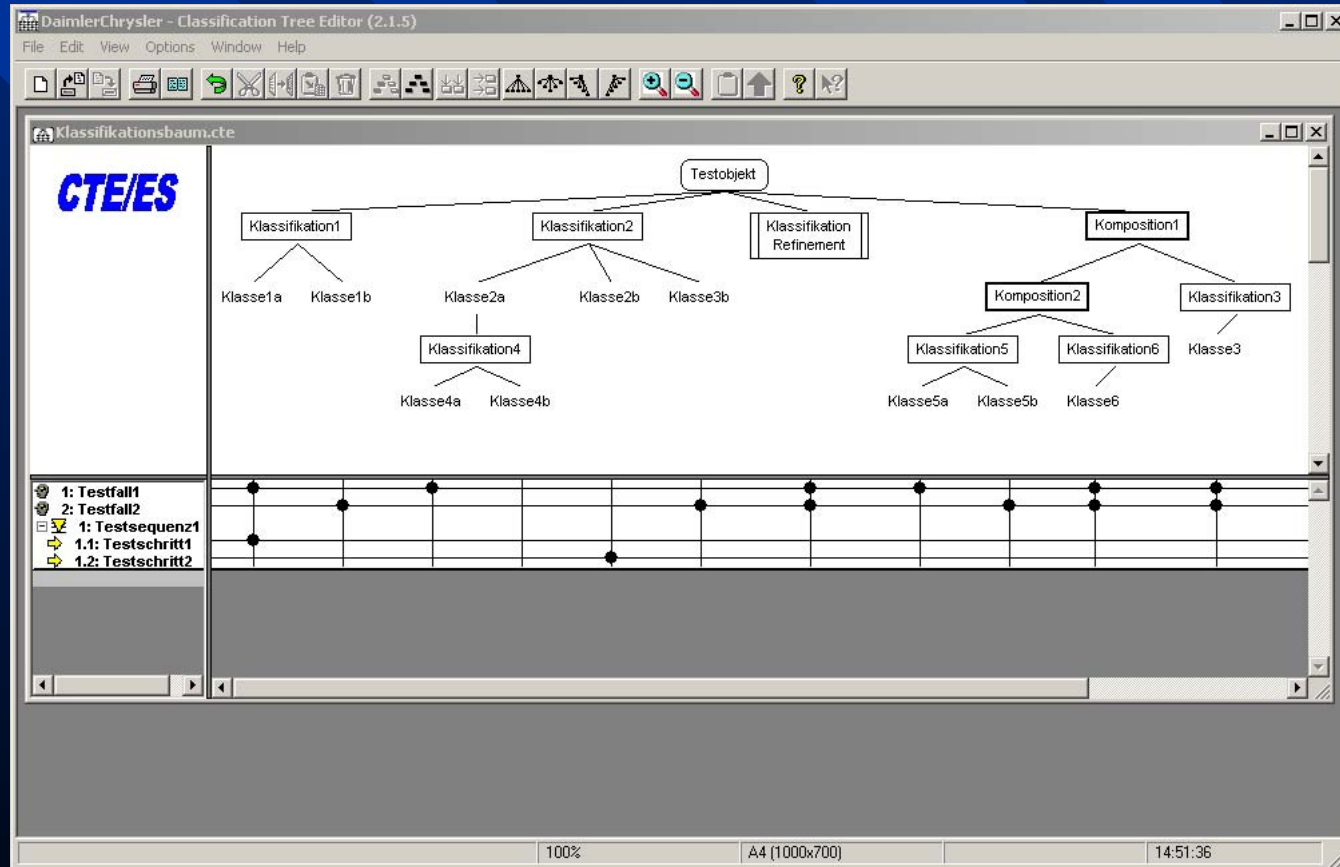 DaimlerChrysler - Classification Tree Editor (2.1.5)
File Edit View Options Window Help
Klassifikationsbaum.cte
CTE/ES
Testobjekt
Klassifikation1 Klassifikation2 Klassifikation Komposition1
Refinement
Klasse1a Klasse1b Klasse2a Klasse2b Klasse3b Komposition2 Klassifikation3
Klassifikation4 Klassifikation5 Klassifikation6 Klasse3
Klasse4a Klasse4b Klasse5a Klasse5b Klasse6
1: Testfall1
2: Testfall2
1: Testsequenz1
1.1: Testschritt1
1.2: Testschritt2
100% A4 (1000x700) 14:51:36